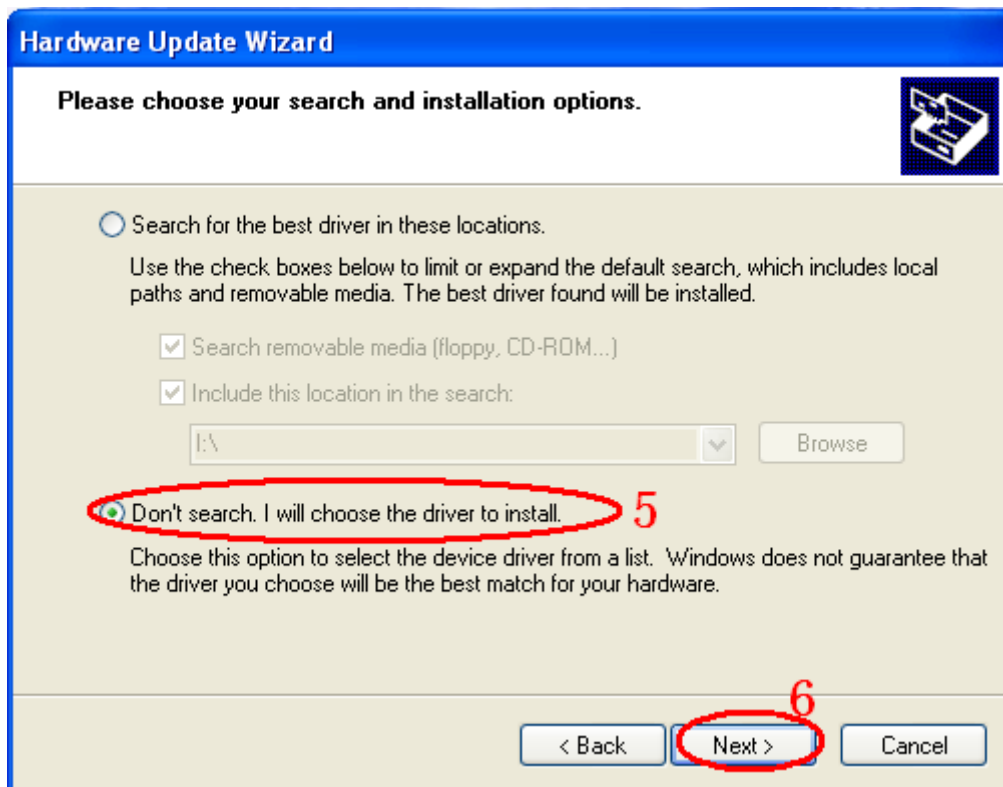 Hardware Update Wizard
Please choose your search and installation options.
Search for the best driver in these locations.
Use the check boxes below to limit or expand the default search, which includes local
paths and removable media. The best driver found will be installed.
Search removable media (floppy, CD-ROM...)
Include this location in the search:
I:\
Browse
Don't search. I will choose the driver to install.
5
Choose this option to select the device driver from a list.  Windows does not guarantee that
the driver you choose will be the best match for your hardware.
6
< Back
Next >
Cancel